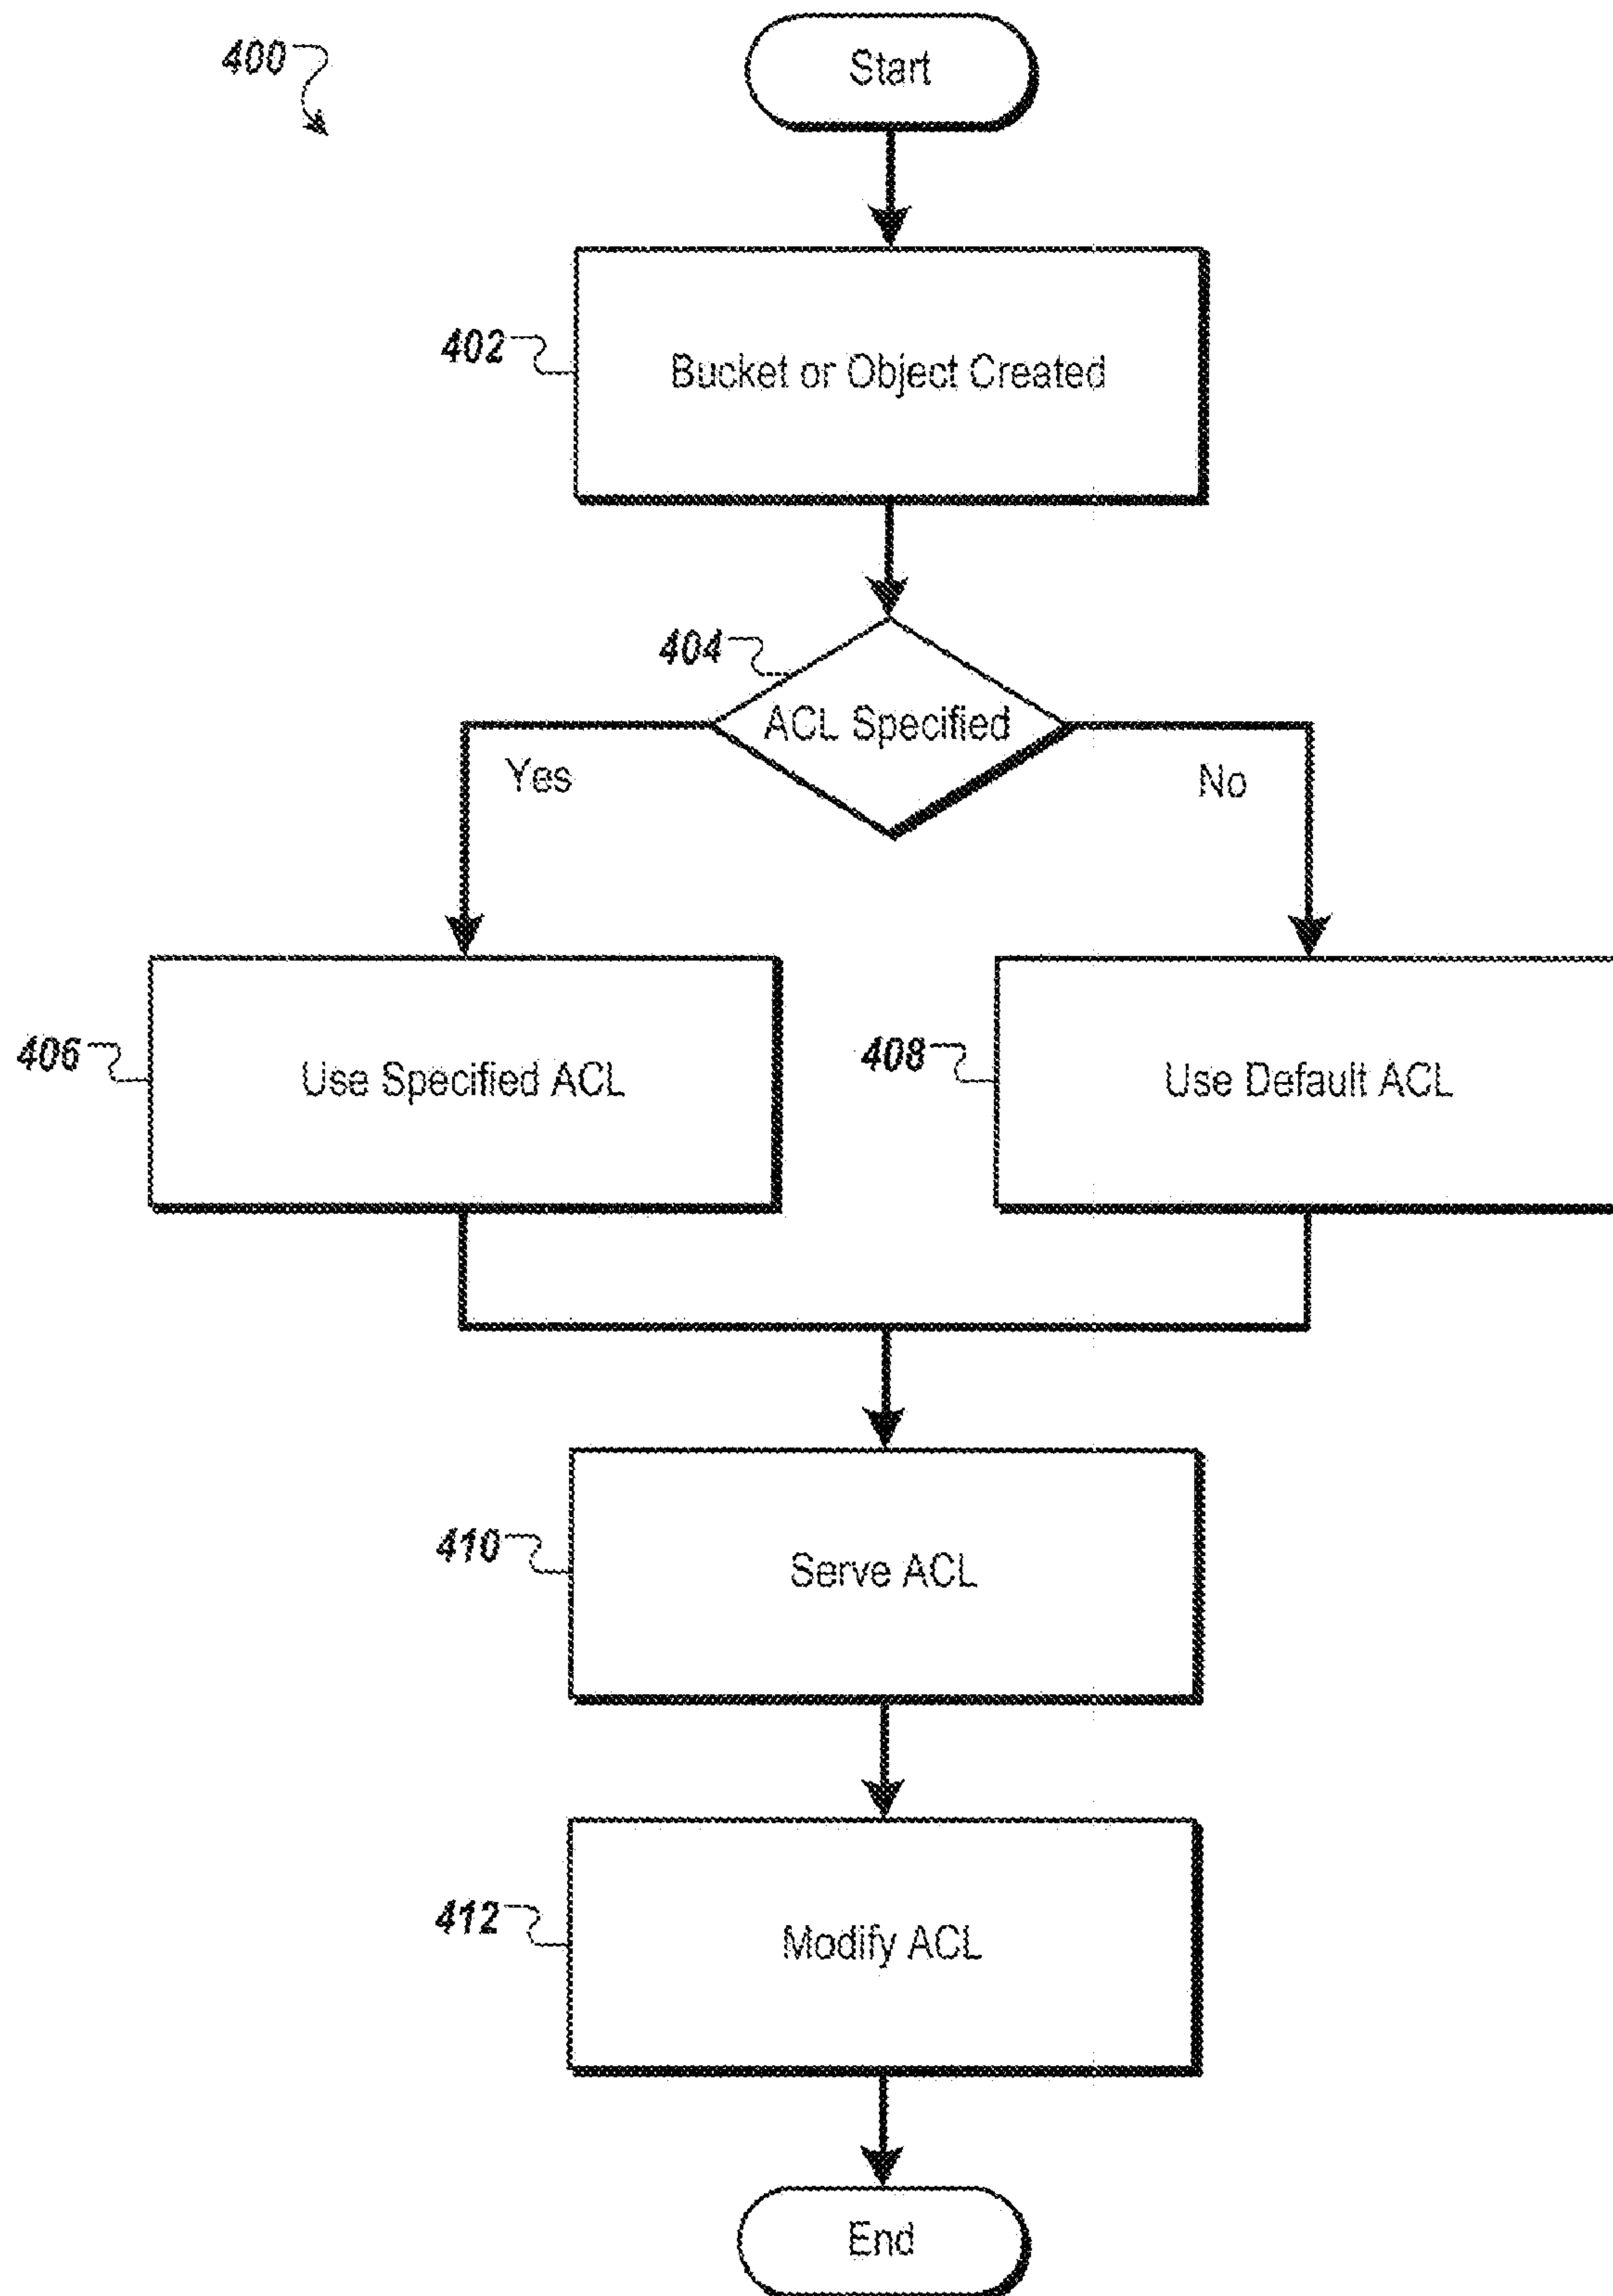 400
Start
402
Bucket or Object Created
404
ACL Specified
Yes
No
406
Use Specified ACL
408
Use Default ACL
410
Serve ACL
412
Modify ACL
End